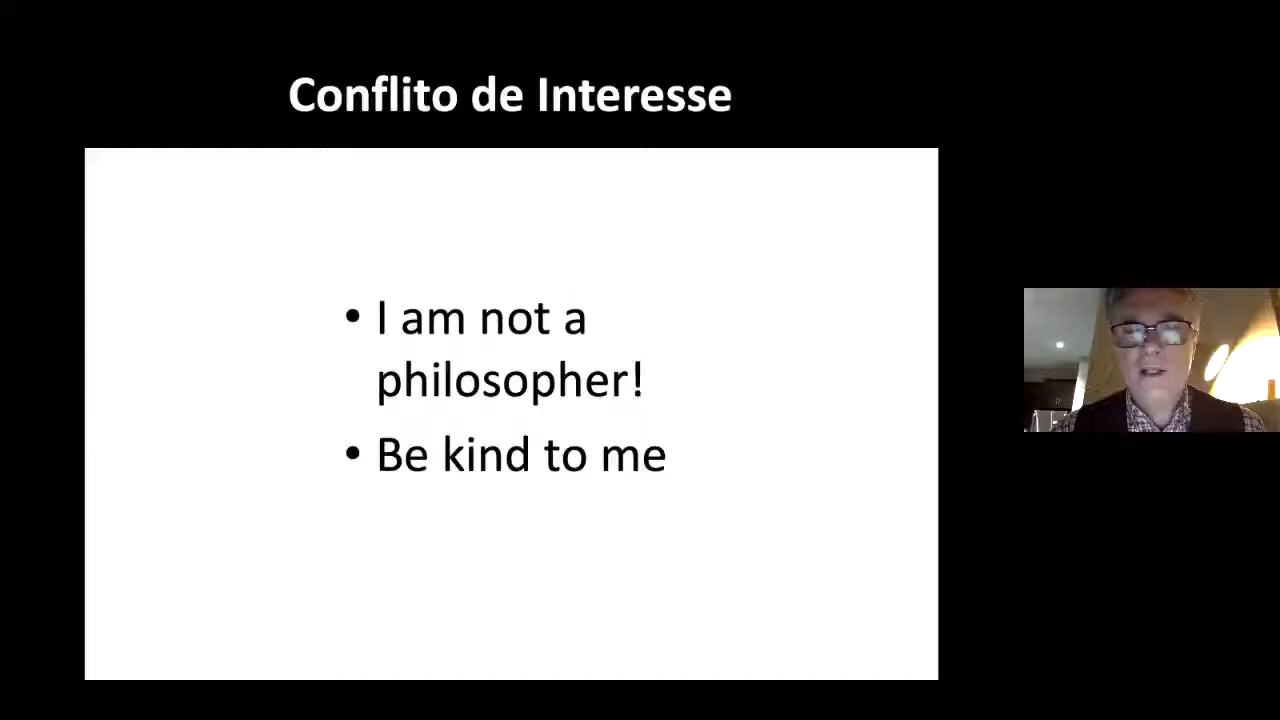 Conflito de Interesse
• I am not a
philosopher!
• Be kind to me